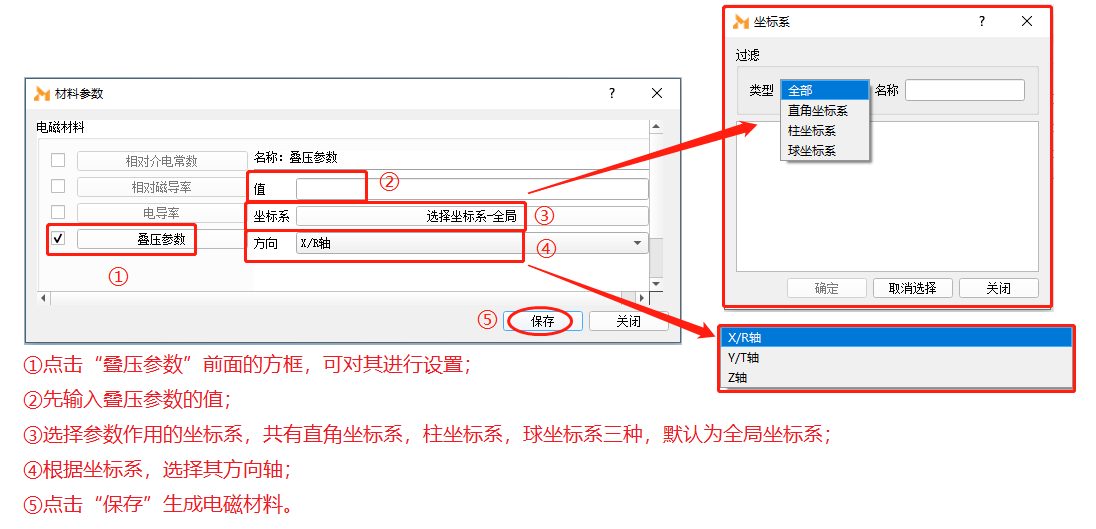 坐标系 ? ×
过滤
类型 全部 名称
直角坐标系
柱坐标系
球坐标系
确定 取消选择 关闭
材料参数 ? ×
电磁材料
相对介电常数
相对磁导率
电导率
叠压参数
①
名称：叠压参数
值 ②
坐标系 选择坐标系-全局 ③
方向 X/R轴 ④
⑤ 保存 关闭
X/R轴
Y/T轴
Z轴
①点击“叠压参数”前面的方框，可对其进行设置；
②先输入叠压参数的值；
③选择参数作用的坐标系，共有直角坐标系，柱坐标系，球坐标系三种，默认为全局坐标系；
④根据坐标系，选择其方向轴；
⑤点击“保存”生成电磁材料。